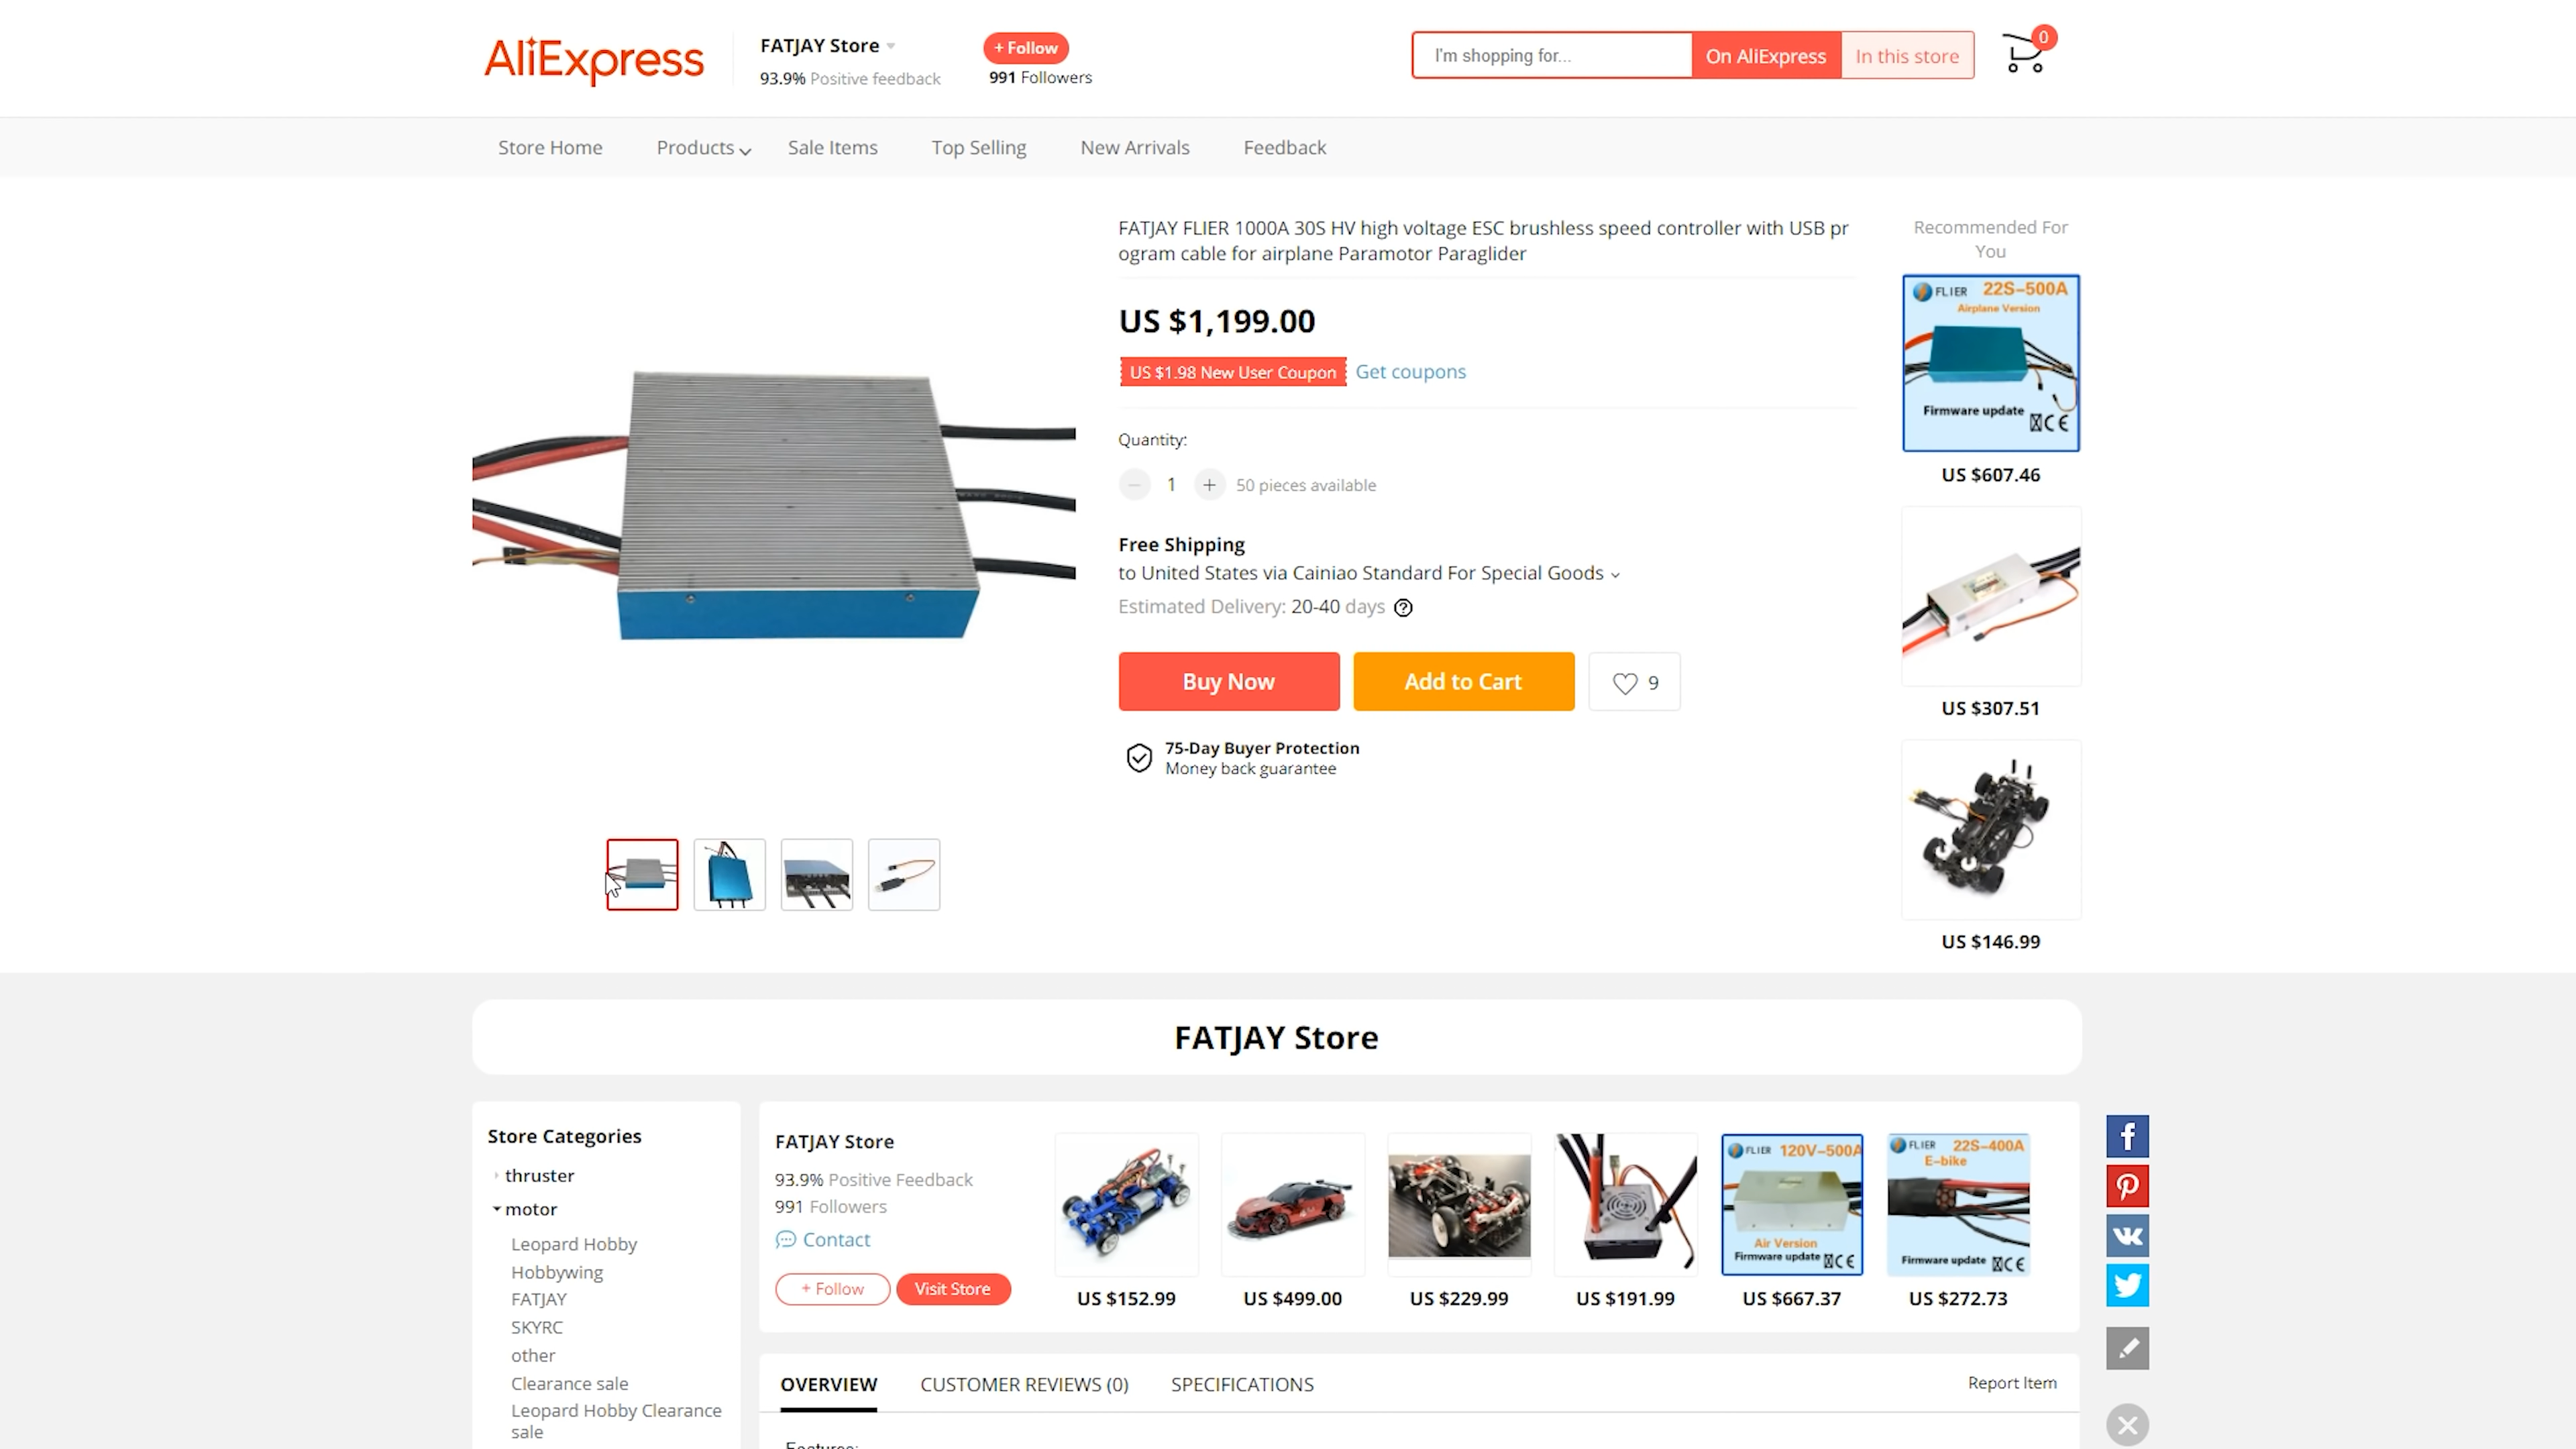 AliExpress
FATJAY Store
93.9% Positive feedback
+ Follow
991 Followers
I'm shopping for...
On AliExpress
In this store
0
Store Home
Products
Sale Items
Top Selling
New Arrivals
Feedback
FATJAY FLIER 1000A 30S HV high voltage ESC brushless speed controller with USB pr
ogram cable for airplane Paramotor Paraglider
US $1,199.00
US $1.98 New User Coupon
Get coupons
Quantity:
1
50 pieces available
Free Shipping
to United States via Cainiao Standard For Special Goods
Estimated Delivery: 20-40 days
Buy Now
Add to Cart
9
75-Day Buyer Protection
Money back guarantee
Recommended For
You
FLIER 22S-500A
Airplane Version
Firmware update
CE
US $607.46
US $307.51
US $146.99
FATJAY Store
Store Categories
thruster
motor
Leopard Hobby
Hobbywing
FATJAY
SKYRC
other
Clearance sale
Leopard Hobby Clearance
sale
FATJAY Store
93.9% Positive Feedback
991 Followers
Contact
+ Follow
Visit Store
US $152.99
US $499.00
US $229.99
US $191.99
FLIER 120V-500A
Air Version
Firmware update CE
US $667.37
FLIER 22S-400A
E-bike
Firmware update CE
US $272.73
OVERVIEW
CUSTOMER REVIEWS (0)
SPECIFICATIONS
Report Item
Features: